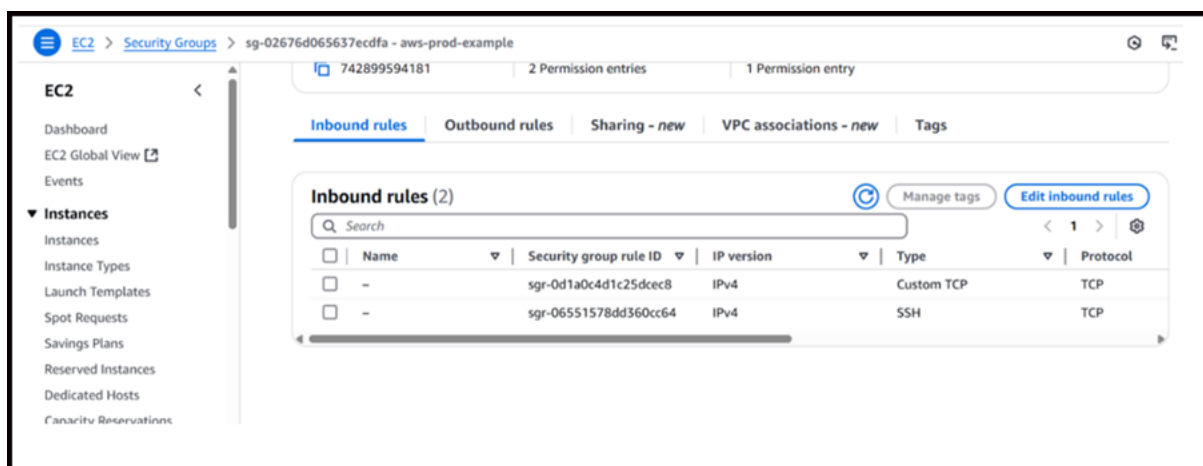 EC2 > Security Groups > sg-02676d065637ecdfa - aws-prod-example
742899594181 2 Permission entries 1 Permission entry
EC2
Dashboard
EC2 Global View
Events
Instances
Instances
Instance Types
Launch Templates
Spot Requests
Savings Plans
Reserved Instances
Dedicated Hosts
Capacity Reservations
Inbound rules Outbound rules Sharing - new VPC associations - new Tags
Inbound rules (2) Manage tags Edit inbound rules
Search < 1 >
Name Security group rule ID IP version Type Protocol
– sgr-0d1a0c4d1c25dcec8 IPv4 Custom TCP TCP
– sgr-06551578dd360cc64 IPv4 SSH TCP